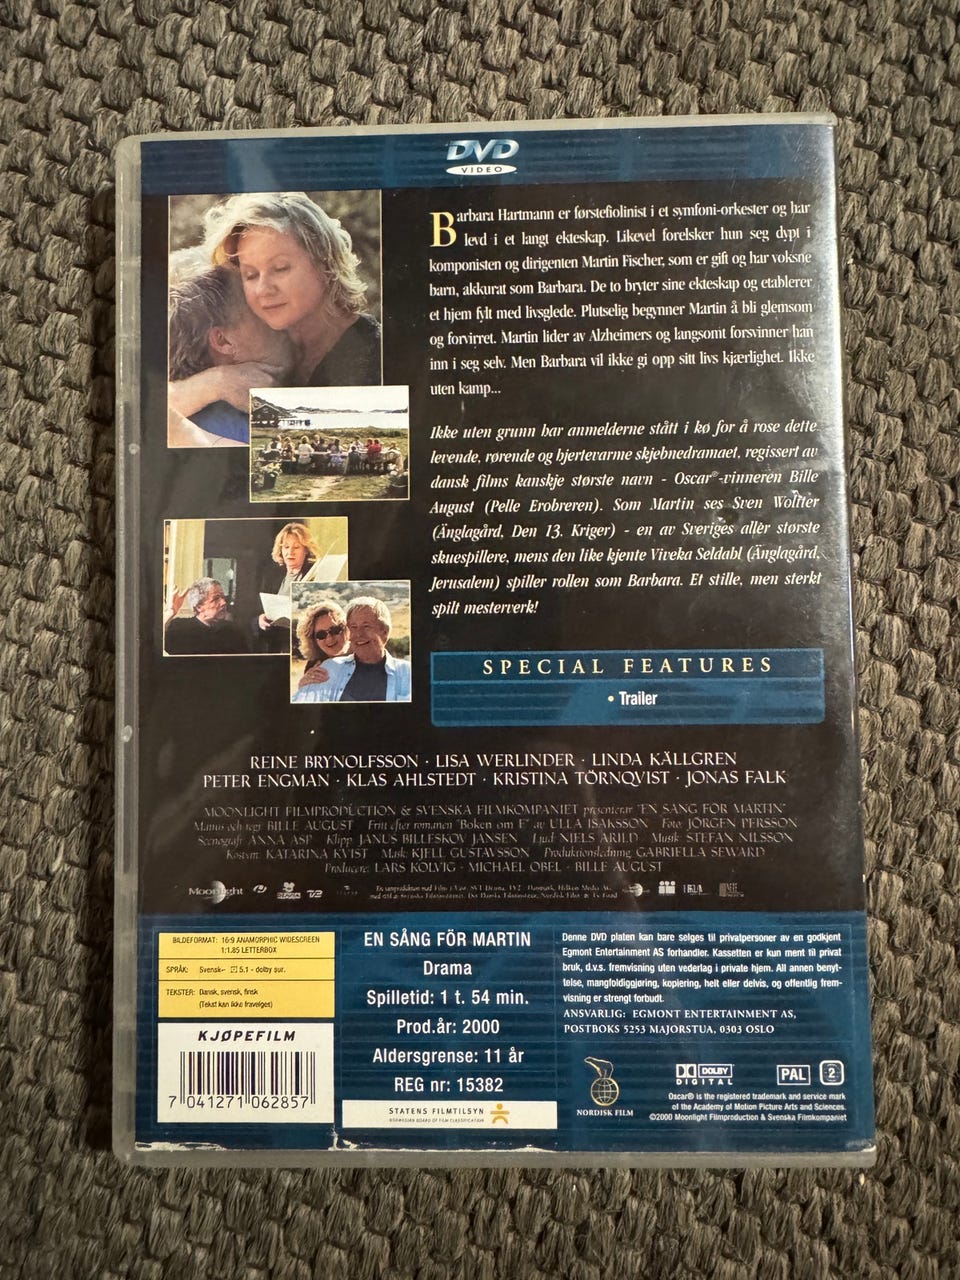 DVD
VIDEO
Barbara Hartmann er førstefiolinist i et symfoni-orkester og har
levd i et langt ekteskap. Likevel forelsker hun seg dypt i
komponisten og dirigenten Martin Fischer, som er gift og har voksne
barn, akkurat som Barbara. De to bryter sine ekteskap og etablerer
et hjem fylt med livsglede. Plutselig begynner Martin å bli glemsom
og forvirret. Martin lider av Alzheimers og langsomt forsvinner han
inn i seg selv. Men Barbara vil ikke gi opp sitt livs kjærlighet. Ikke
uten kamp...
Ikke uten grunn har anmelderne stått i kø for å rose dette
levende, rørende og hjertevarme skjebnedramaet, regissert av
dansk films kanskje største navn - Oscar®-vinneren Bille
August (Pelle Erobreren). Som Martin ses Sven Wollter
(Änglagård, Den 13. Kriger) - en av Sveriges aller største
skuespillere, mens den like kjente Viveka Seldahl (Änglagård,
Jerusalem) spiller rollen som Barbara. Et stille, men sterkt
spilt mesterverk!
SPECIAL FEATURES
• Trailer
REINE BRYNOLFSSON · LISA WERLINDER · LINDA KÄLLGREN
PETER ENGMAN · KLAS AHLSTEDT · KRISTINA TÖRNQVIST · JONAS FALK
MOONLIGHT FILMPRODUCTION & SVENSKA FILMKOMPANIET presenterar "EN SÅNG FÖR MARTIN"
Manus och regi BILLE AUGUST Fritt efter romanen "Boken om E" av ULLA ISAKSSON Foto JÖRGEN PERSSON
Scenografi ANNA ASP Klipp JANUS BILLESKOV JANSEN Ljud NIELS ARILD Musik STEFAN NILSSON
Kostym KATARINA KVIST Mask KJELL GUSTAVSSON Produktionsledning GABRIELLA SEWARD
Producere LARS KOLVIG · MICHAEL OBEL · BILLE AUGUST
Moonlight TV2
BILDEFORMAT: 16:9 ANAMORPHIC WIDESCREEN
1:1.85 LETTERBOX
SPRÅK: Svensk - 5.1 - dolby sur.
TEKSTER: Dansk, svensk, finsk
(Tekst kan ikke fravelges)
KJØPEFILM
7 041271 062857
EN SÅNG FÖR MARTIN
Drama
Spilletid: 1 t. 54 min.
Prod.år: 2000
Aldersgrense: 11 år
REG nr: 15382
STATENS FILMTILSYN
NORWEGIAN BOARD OF FILM CLASSIFICATION
Denne DVD platen kan bare selges til privatpersoner av en godkjent
Egmont Entertainment AS forhandler. Kassetten er kun ment til privat
bruk, d.v.s. fremvisning uten vederlag i private hjem. All annen benyt-
telse, mangfoldiggjøring, kopiering, helt eller delvis, og offentlig frem-
visning er strengt forbudt.
ANSVARLIG: EGMONT ENTERTAINMENT AS,
POSTBOKS 5253 MAJORSTUA, 0303 OSLO
NORDISK FILM
DOLBY
DIGITAL
PAL
2
Oscar® is the registered trademark and service mark
of the Academy of Motion Picture Arts and Sciences.
©2000 Moonlight Filmproduction & Svenska Filmkompaniet